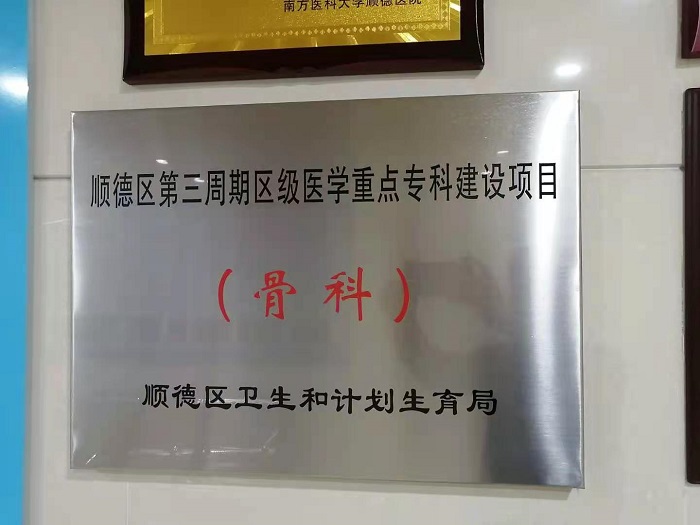 南方医科大学顺德医院
顺德区第三周期区级医学重点专科建设项目
(骨科)
顺德区卫生和计划生育局